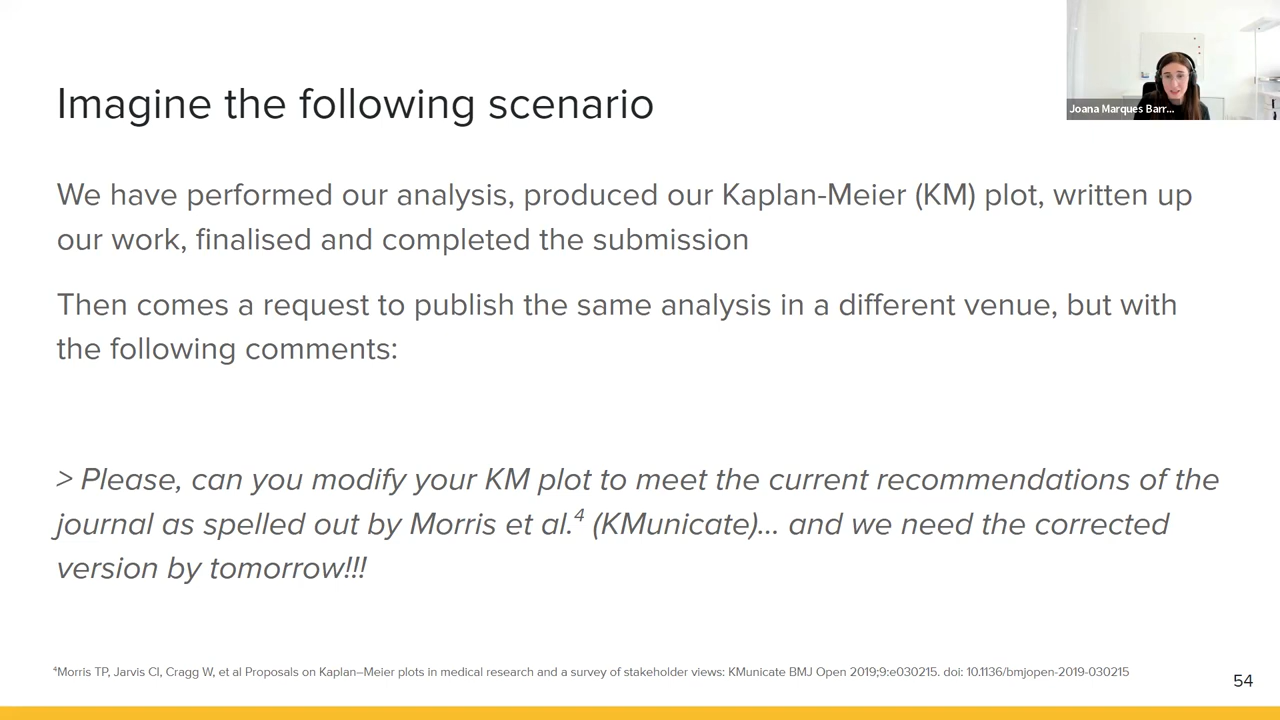 Imagine the following scenario
Joana Marques Barr...
We have performed our analysis, produced our Kaplan-Meier (KM) plot, written up
our work, finalised and completed the submission
Then comes a request to publish the same analysis in a different venue, but with
the following comments:
> Please, can you modify your KM plot to meet the current recommendations of the
journal as spelled out by Morris et al.⁴ (KMunicate)... and we need the corrected
version by tomorrow!!!
⁴Morris TP, Jarvis CI, Cragg W, et al Proposals on Kaplan–Meier plots in medical research and a survey of stakeholder views: KMunicate BMJ Open 2019;9:e030215. doi: 10.1136/bmjopen-2019-030215
54